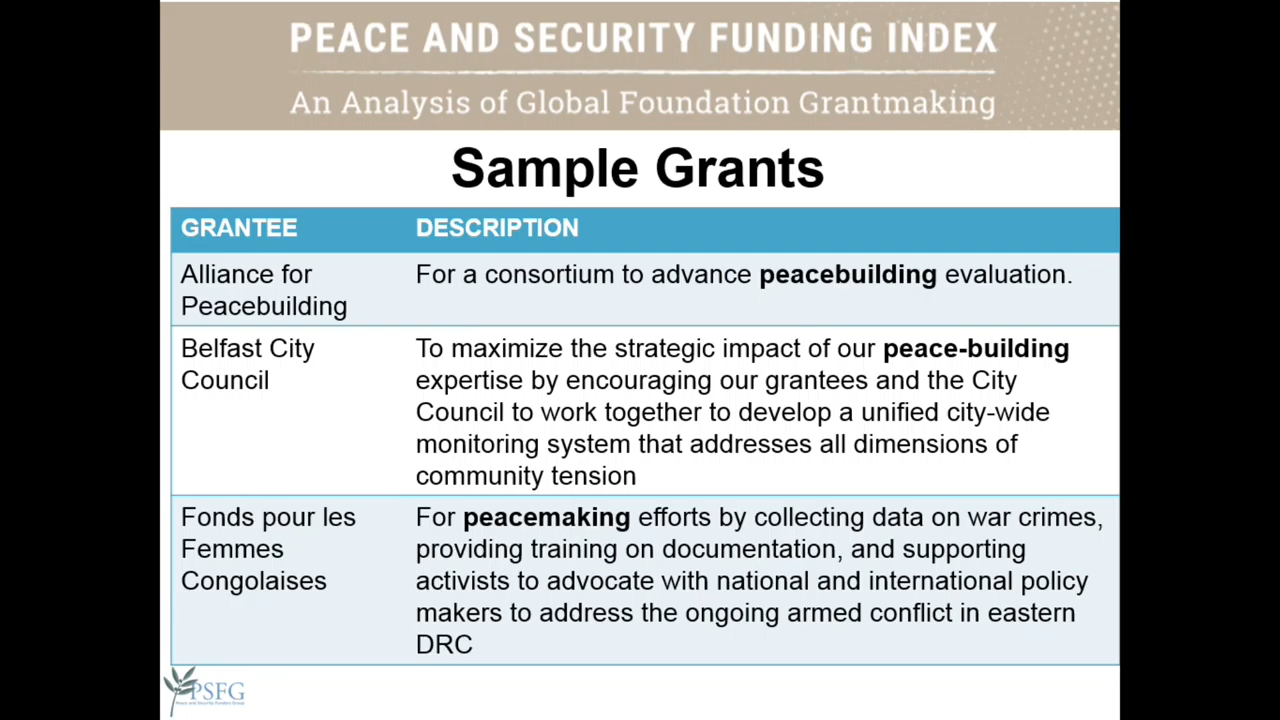 PEACE AND SECURITY FUNDING INDEX
An Analysis of Global Foundation Grantmaking
Sample Grants
GRANTEE DESCRIPTION
Alliance for Peacebuilding
For a consortium to advance peacebuilding evaluation.
Belfast City
Council
To maximize the strategic impact of our peace-building
expertise by encouraging our grantees and the City
Council to work together to develop a unified city-wide
monitoring system that addresses all dimensions of
community tension
Fonds pour les
Femmes
Congolaises
For peacemaking efforts by collecting data on war crimes,
providing training on documentation, and supporting
activists to advocate with national and international policy
makers to address the ongoing armed conflict in eastern
DRC
PSFG
Peace and Security Funders Group